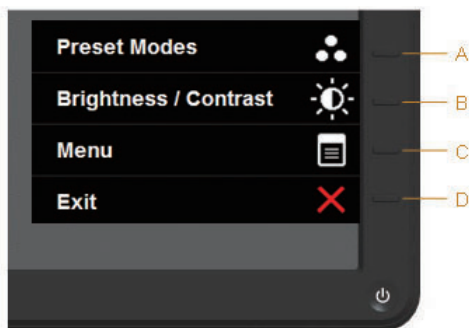 Preset Modes
A
Brightness / Contrast
B
Menu
C
Exit
D